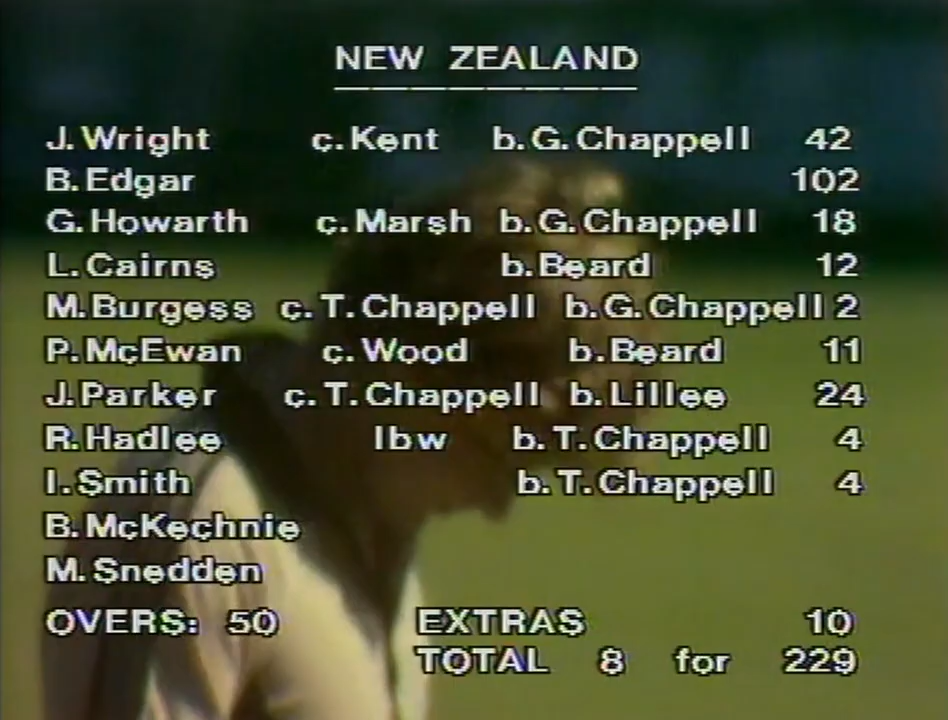 NEW ZEALAND
J. Wright c. Kent b. G. Chappell 42
B. Edgar 102
G. Howarth c. Marsh b. G. Chappell 18
L. Cairns b. Beard 12
M. Burgess c. T. Chappell b. G. Chappell 2
P. McEwan c. Wood b. Beard 11
J. Parker c. T. Chappell b. Lillee 24
R. Hadlee lbw b. T. Chappell 4
I. Smith b. T. Chappell 4
B. McKechnie
M. Snedden
OVERS: 50 EXTRAS 10
TOTAL 8 for 229